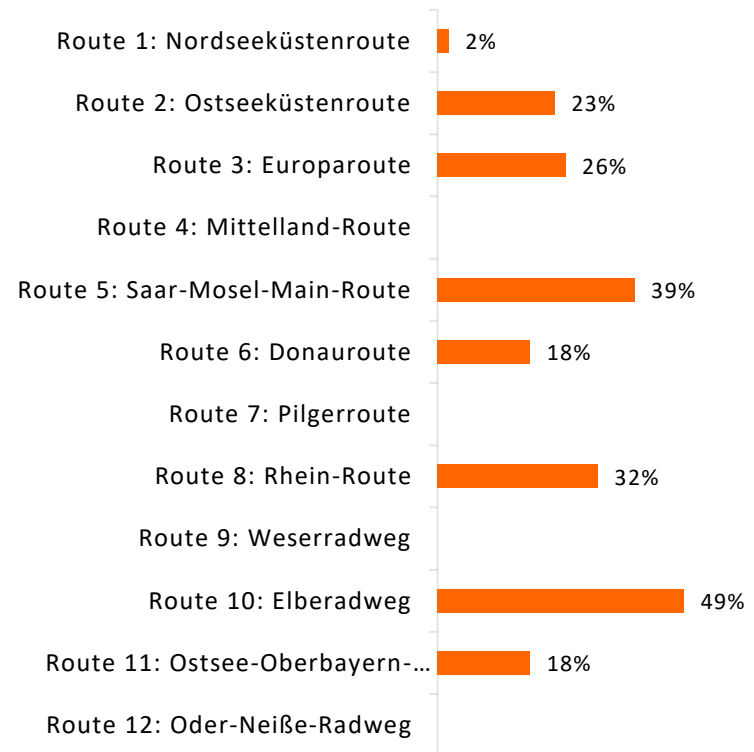 Route 1: Nordseeküstenroute 2%
Route 2: Ostseeküstenroute 23%
Route 3: Europaroute 26%
Route 4: Mittelland-Route
Route 5: Saar-Mosel-Main-Route 39%
Route 6: Donauroute 18%
Route 7: Pilgerroute
Route 8: Rhein-Route 32%
Route 9: Weserradweg
Route 10: Elberadweg 49%
Route 11: Ostsee-Oberbayern-... 18%
Route 12: Oder-Neiße-Radweg